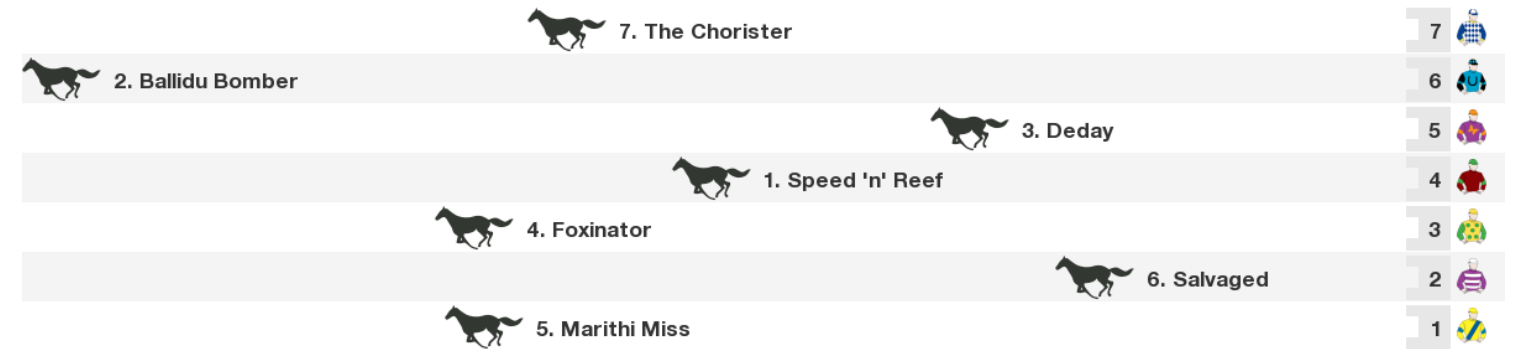 7. The Chorister 7
2. Ballidu Bomber 6
3. Deday 5
1. Speed 'n' Reef 4
4. Foxinator 3
6. Salvaged 2
5. Marithi Miss 1